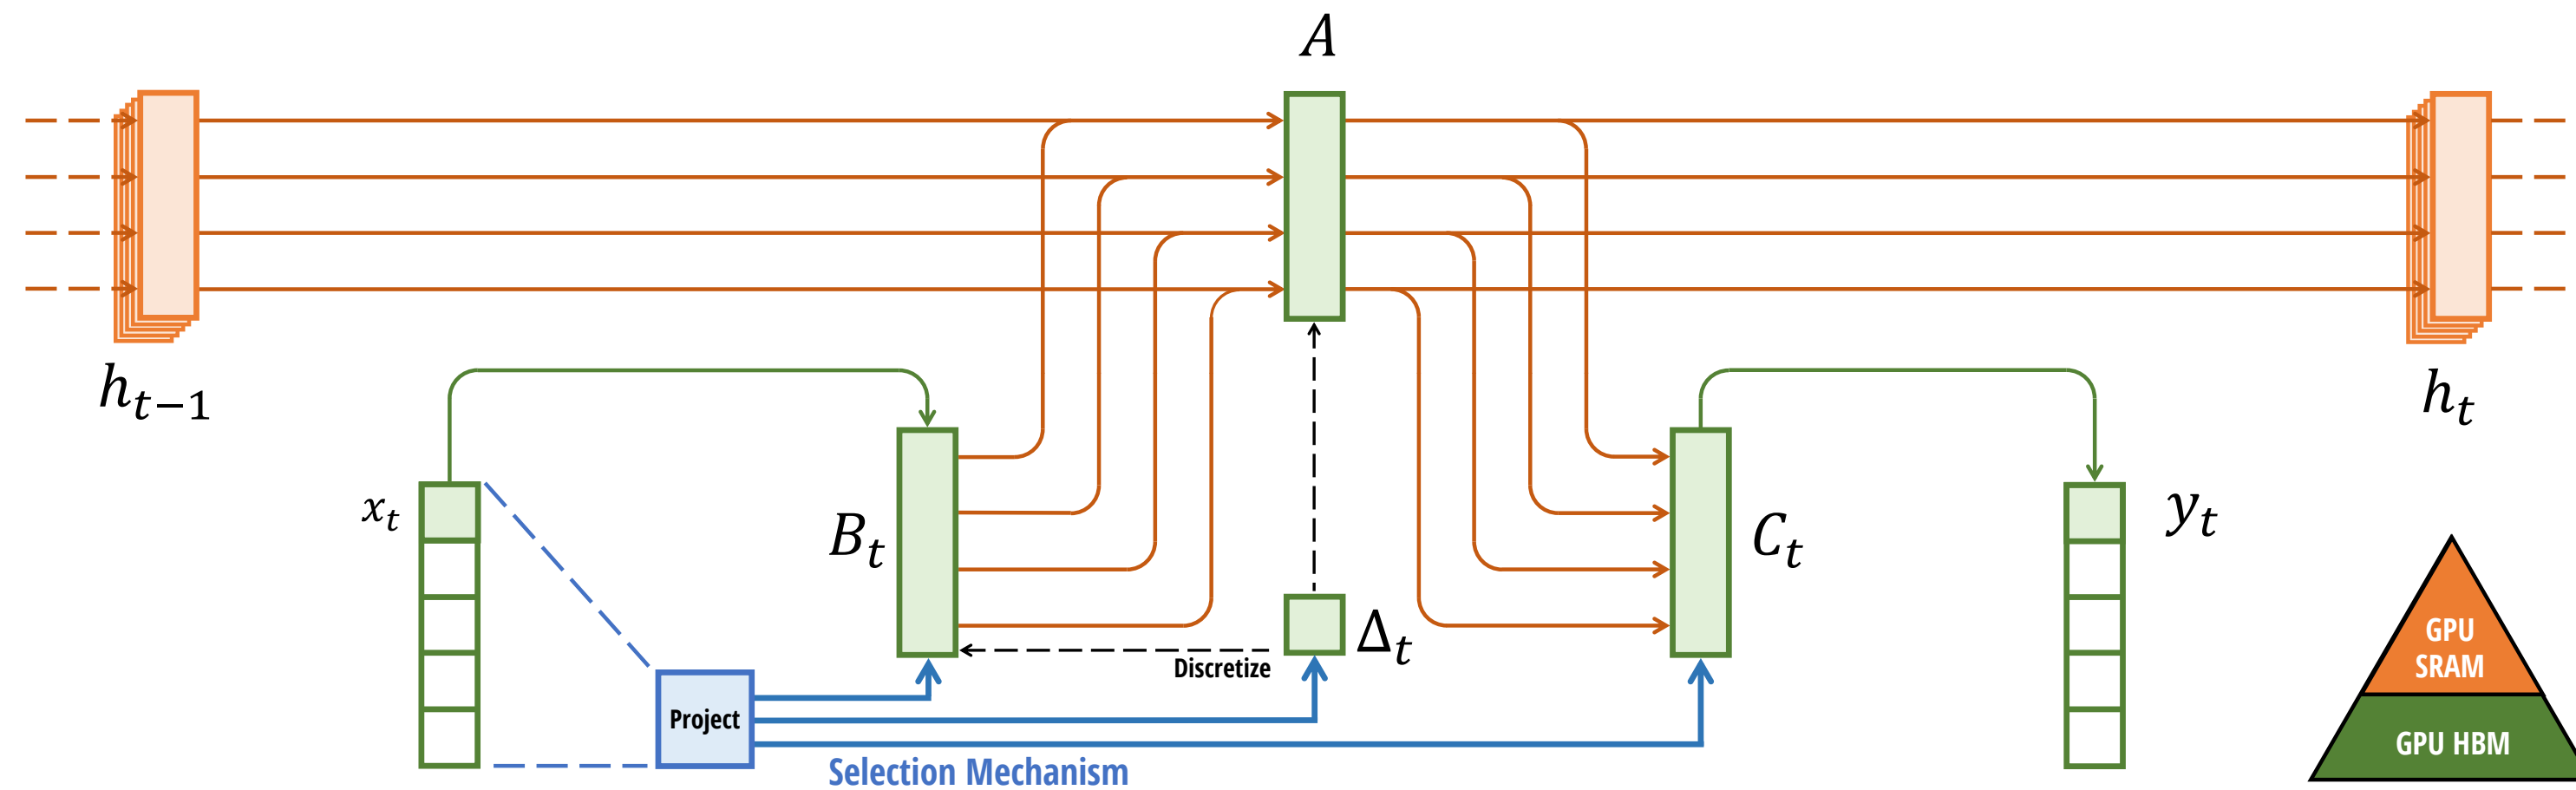 A
h_{t-1}
h_t
x_t
B_t
C_t
y_t
Δ_t
Discretize
Project
Selection Mechanism
GPU
SRAM
GPU HBM